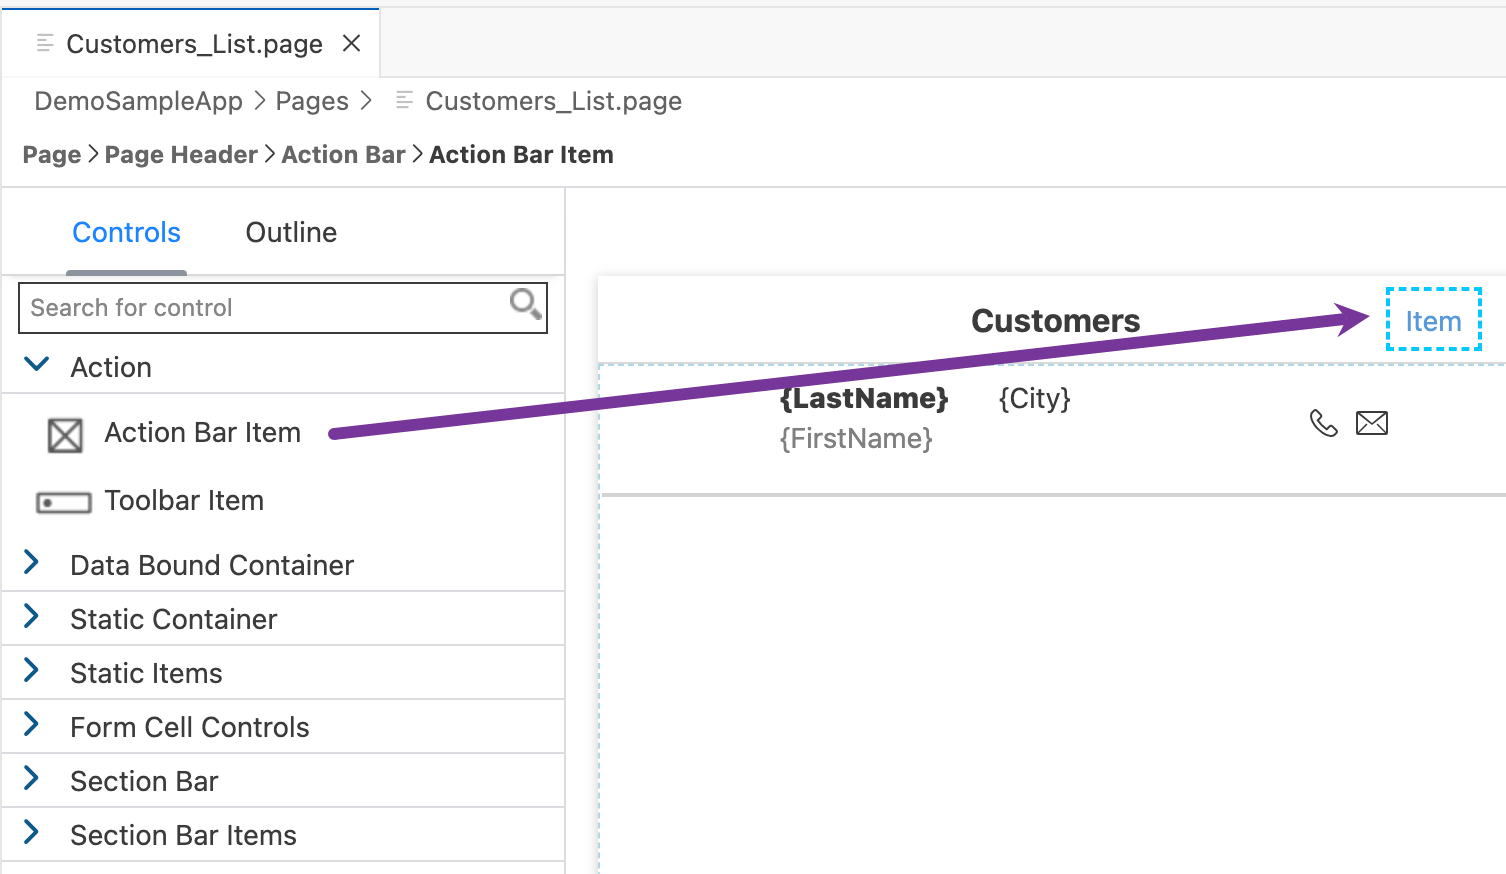 Customers_List.page
DemoSampleApp > Pages > Customers_List.page
Page > Page Header > Action Bar > Action Bar Item
Controls Outline
Search for control
Action
Action Bar Item
Toolbar Item
Data Bound Container
Static Container
Static Items
Form Cell Controls
Section Bar
Section Bar Items
Customers Item
{LastName} {City}
{FirstName}